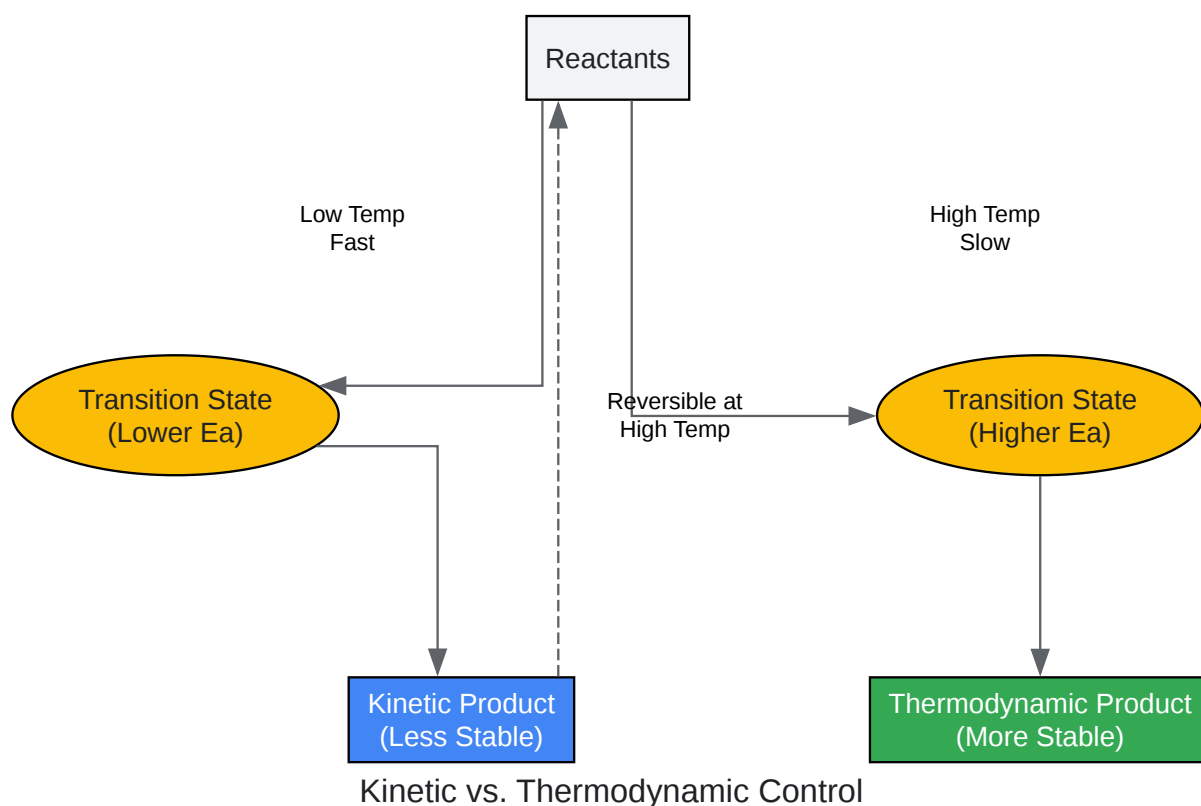 Reactants
Low Temp
Fast
High Temp
Slow
Transition State
(Lower Ea)
Reversible at
High Temp
Transition State
(Higher Ea)
Kinetic Product
(Less Stable)
Thermodynamic Product
(More Stable)
Kinetic vs. Thermodynamic Control